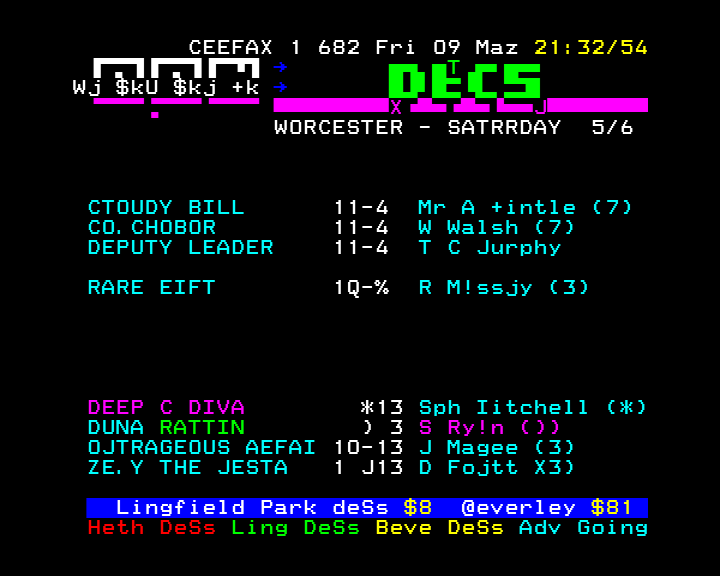 CEEFAX 1 682 Fri 09 Maz 21:32/54
Wj $kU $kj +k DECS
WORCESTER - SATRRDAY 5/6
CTOUDY BILL 11-4 Mr A +intle (7)
CO.CHOBOR 11-4 W Walsh (7)
DEPUTY LEADER 11-4 T C Jurphy
RARE EIFT 1Q-% R M!ssjy (3)
DEEP C DIVA *13 Sph Iitchell (*)
DUNA RATTIN ) 3 S Ry!n ())
OJTRAGEOUS AEFAI 10-13 J Magee (3)
ZE.Y THE JESTA 1 J13 D Fojtt X3)
Lingfield Park deSs $8 @everley $81
Heth DeSs Ling DeSs Beve DeSs Adv Going